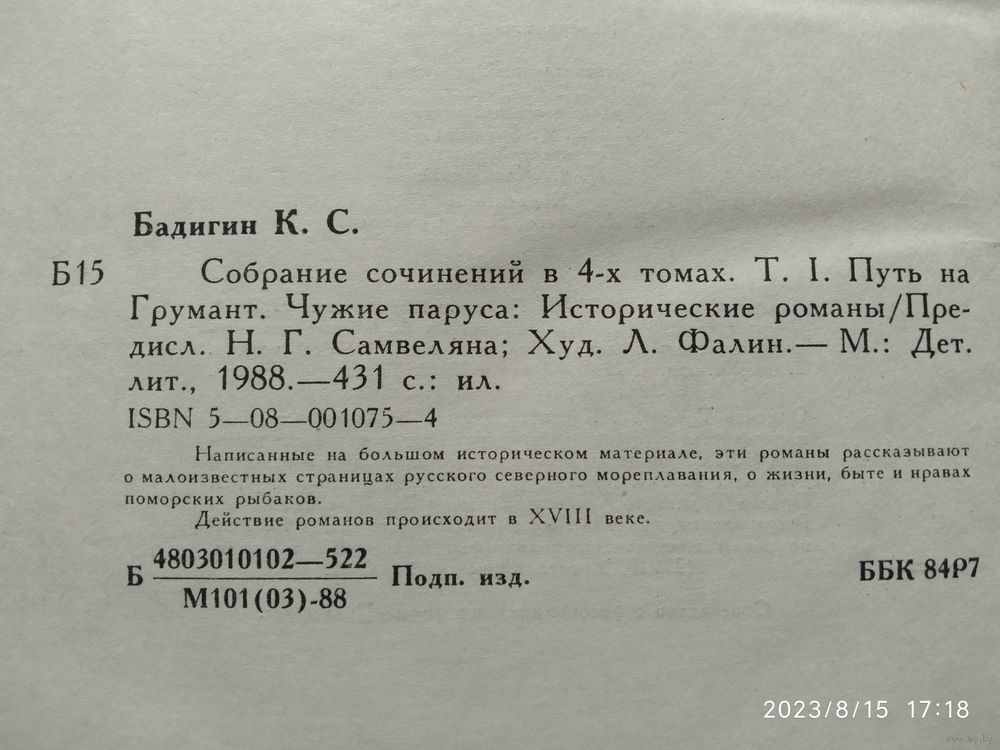 Бадигин К. С.
Б15 Собрание сочинений в 4-х томах. Т. I. Путь на
Грумант. Чужие паруса: Исторические романы/Пре-
дисл. Н. Г. Самвеляна; Худ. Л. Фалин.— М.: Дет.
лит., 1988.—431 с.: ил.
ISBN 5—08—001075—4
Написанные на большом историческом материале, эти романы рассказывают
о малоизвестных страницах русского северного мореплавания, о жизни, быте и нравах
поморских рыбаков.
Действие романов происходит в XVIII веке.
4803010102—522
Б Подп. изд. ББК 84Р7
М101(03)-88
2023/8/15 17:18
www.ay.by